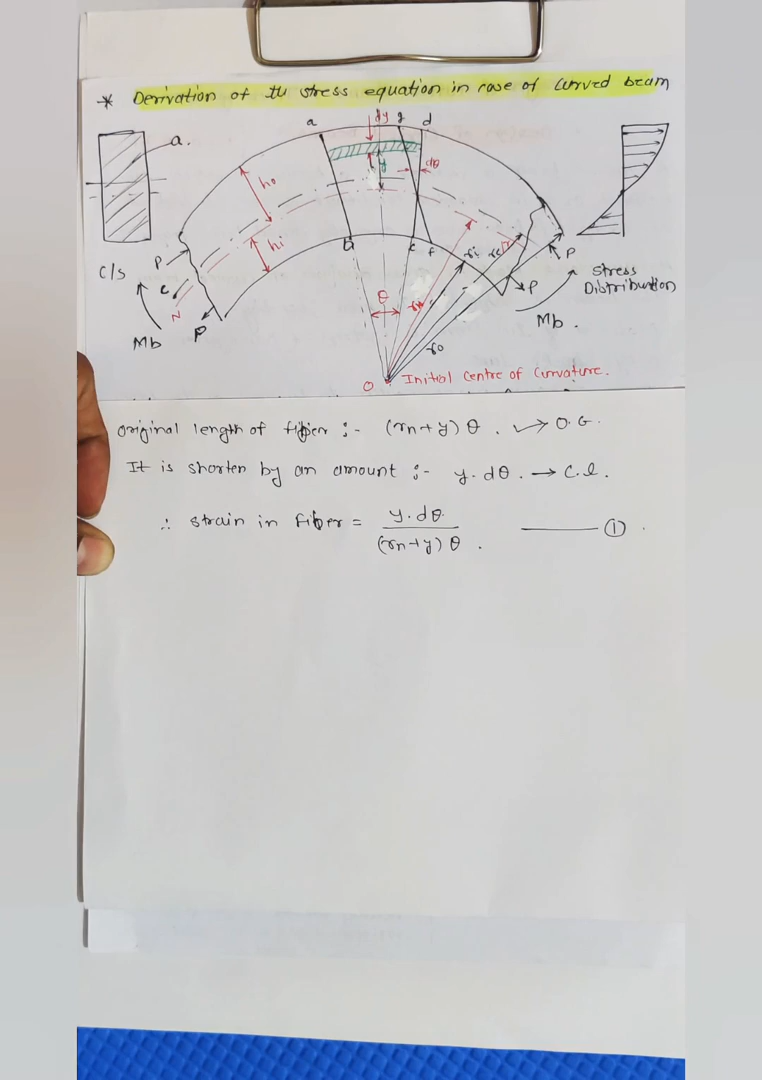 * Derivation of the stress equation in case of curved beam
a.
a
dy g d
dθ
y
ho
hi
b
c f
C/S
P
C
N
Mb
P
θ
rn
ri
rc
ro
P
P
Mb.
Stress
Distribution
O
Initial centre of curvature.
Original length of fiber :- (rn+y) θ. → O.G.
It is shorten by an amount :- y. dθ. → C.l.
∴ strain in fiber = y.dθ. / (rn+y) θ. ——— ①